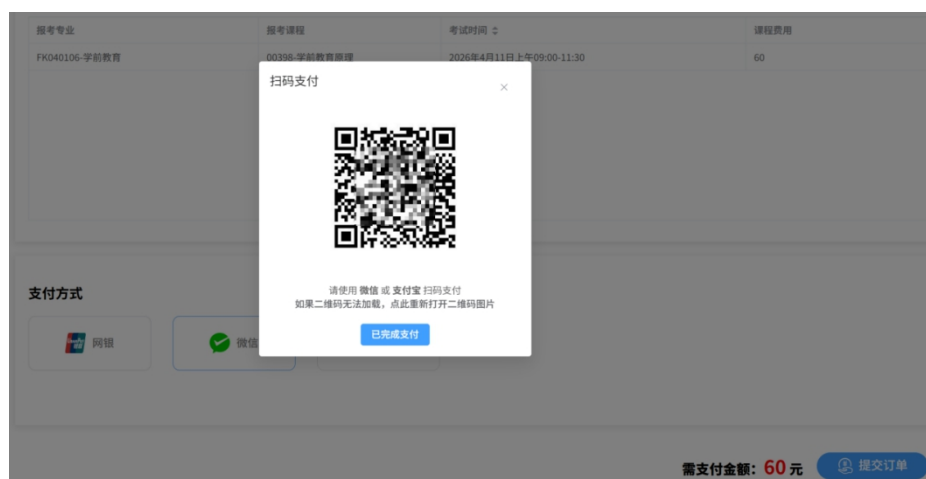 报考专业 报考课程 考试时间 课程费用
FK040106-学前教育 00398-学前教育原理 2026年4月11日上午09:00-11:30 60
扫码支付
请使用 微信 或 支付宝 扫码支付
如果二维码无法加载，点此重新打开二维码图片
已完成支付
支付方式
网银 微信
需支付金额：60 元 提交订单